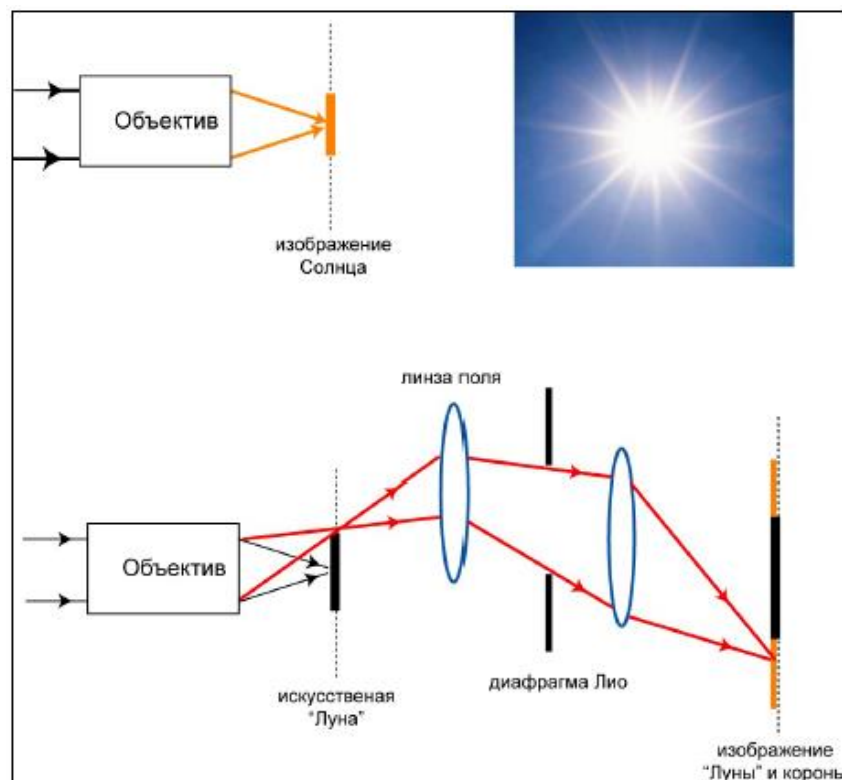 Объектив
изображение
Солнца
линза поля
Объектив
искусственая
“Луна”
диафрагма Лио
изображение
“Луны” и короны